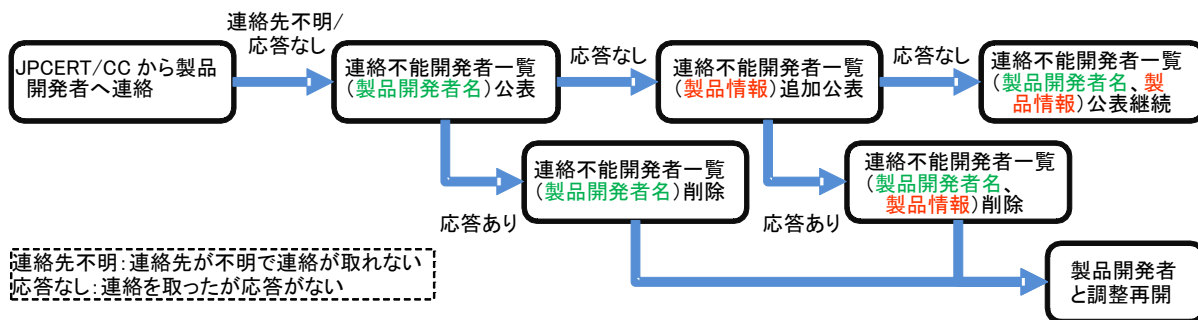 連絡先不明/
応答なし
JPCERT/CC から製品
開発者へ連絡
連絡不能開発者一覧
(製品開発者名)公表
応答なし
連絡不能開発者一覧
(製品情報)追加公表
応答なし
連絡不能開発者一覧
(製品開発者名、製
品情報)公表継続
応答あり
連絡不能開発者一覧
(製品開発者名)削除
応答あり
連絡不能開発者一覧
(製品開発者名、
製品情報)削除
連絡先不明:連絡先が不明で連絡が取れない
応答なし:連絡を取ったが応答がない
製品開発者
と調整再開